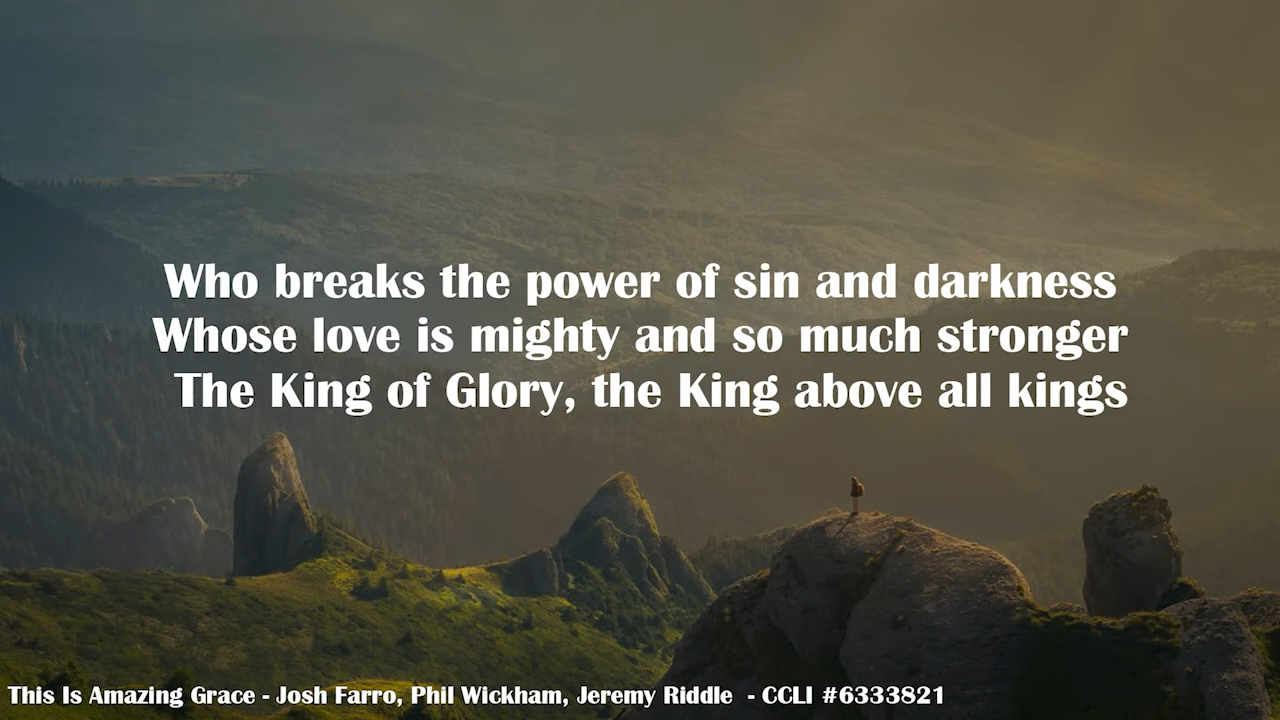 Who breaks the power of sin and darkness
Whose love is mighty and so much stronger
The King of Glory, the King above all kings
This Is Amazing Grace - Josh Farro, Phil Wickham, Jeremy Riddle - CCLI #6333821